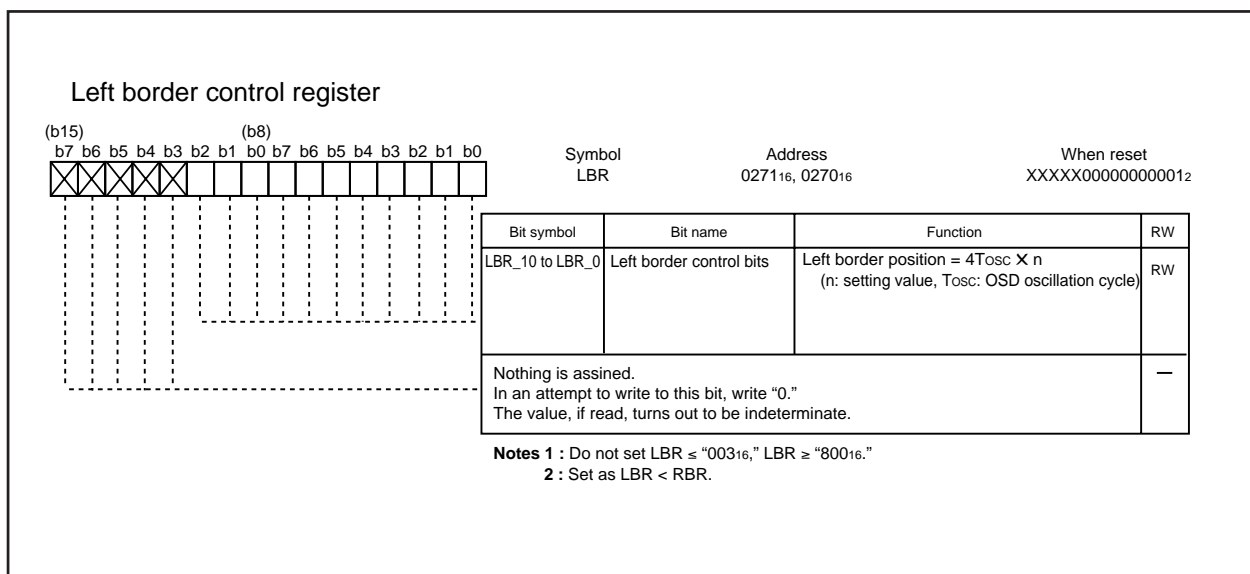 Left border control register
(b15) (b8)
b7 b6 b5 b4 b3 b2 b1 b0 b7 b6 b5 b4 b3 b2 b1 b0
Symbol Address When reset
LBR 027116, 027016 XXXXX000000000012
Bit symbol Bit name Function RW
LBR_10 to LBR_0 Left border control bits Left border position = 4TOSC X n RW
(n: setting value, TOSC: OSD oscillation cycle)
Nothing is assined. —
In an attempt to write to this bit, write “0.”
The value, if read, turns out to be indeterminate.
Notes 1 : Do not set LBR ≤ “00316,” LBR ≥ “80016.”
2 : Set as LBR < RBR.